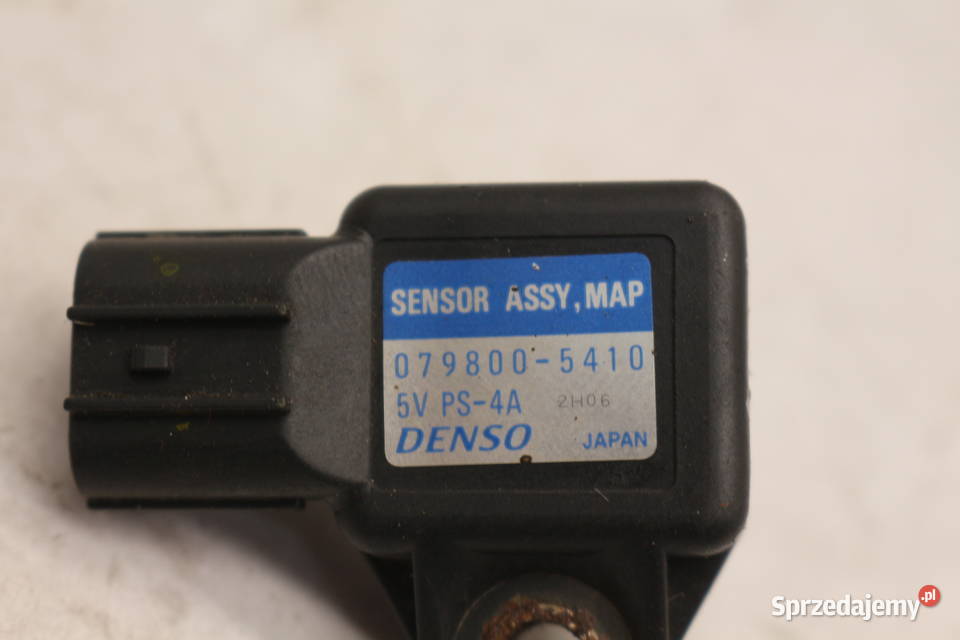 SENSOR ASSY, MAP
079800-5410
5V PS-4A 2H06
DENSO JAPAN
Sprzedajemy.pl